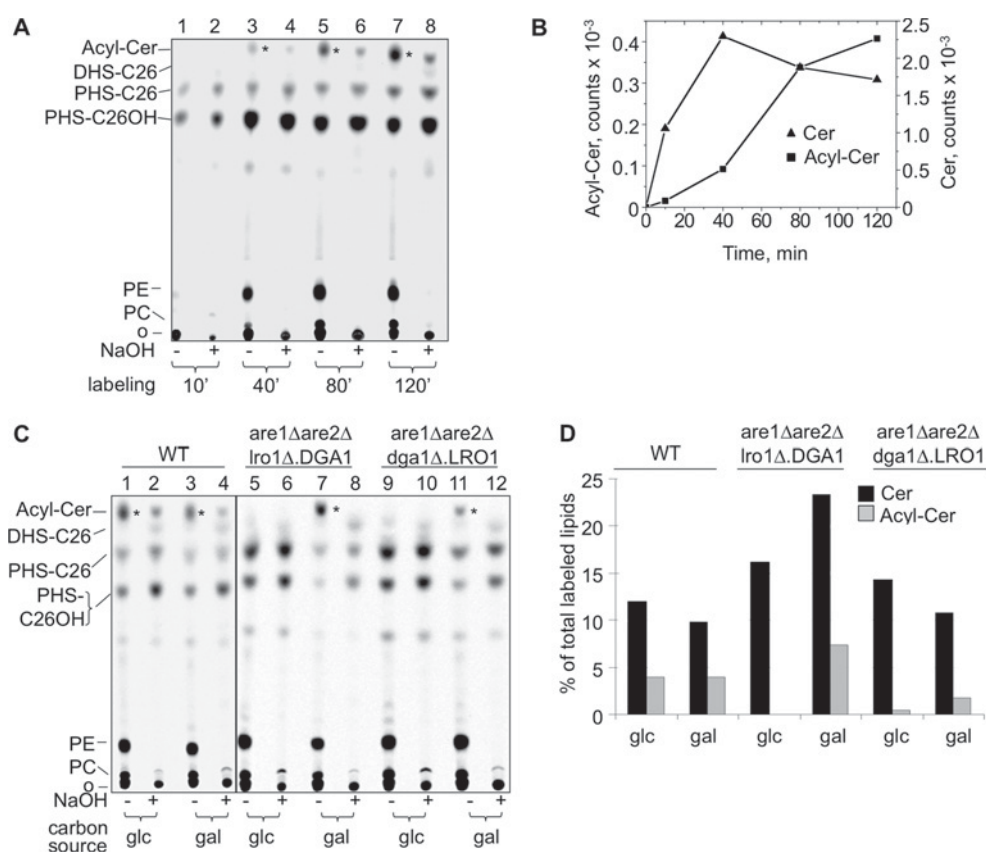 A
1 2 3 4 5 6 7 8
Acyl-Cer
* * *
DHS-C26
PHS-C26
PHS-C26OH
PE
PC
o
NaOH - + - + - + - +
labeling 10' 40' 80' 120'
B
Acyl-Cer, counts x 10-3
0.4
0.3
0.2
0.1
0
Cer, counts x 10-3
2.5
2.0
1.5
1.0
0.5
0
Cer
Acyl-Cer
0 20 40 60 80 100 120
Time, min
C
WT
are1Δare2Δ
lro1Δ.DGA1
are1Δare2Δ
dga1Δ.LRO1
1 2 3 4 5 6 7 8 9 10 11 12
Acyl-Cer
* * * *
DHS-C26
PHS-C26
PHS-
C26OH
PE
PC
o
NaOH - + - + - + - + - + - +
carbon
source
glc gal glc gal glc gal
D
WT
are1Δare2Δ
lro1Δ.DGA1
are1Δare2Δ
dga1Δ.LRO1
% of total labeled lipids
25
20
15
10
5
0
Cer
Acyl-Cer
glc gal glc gal glc gal